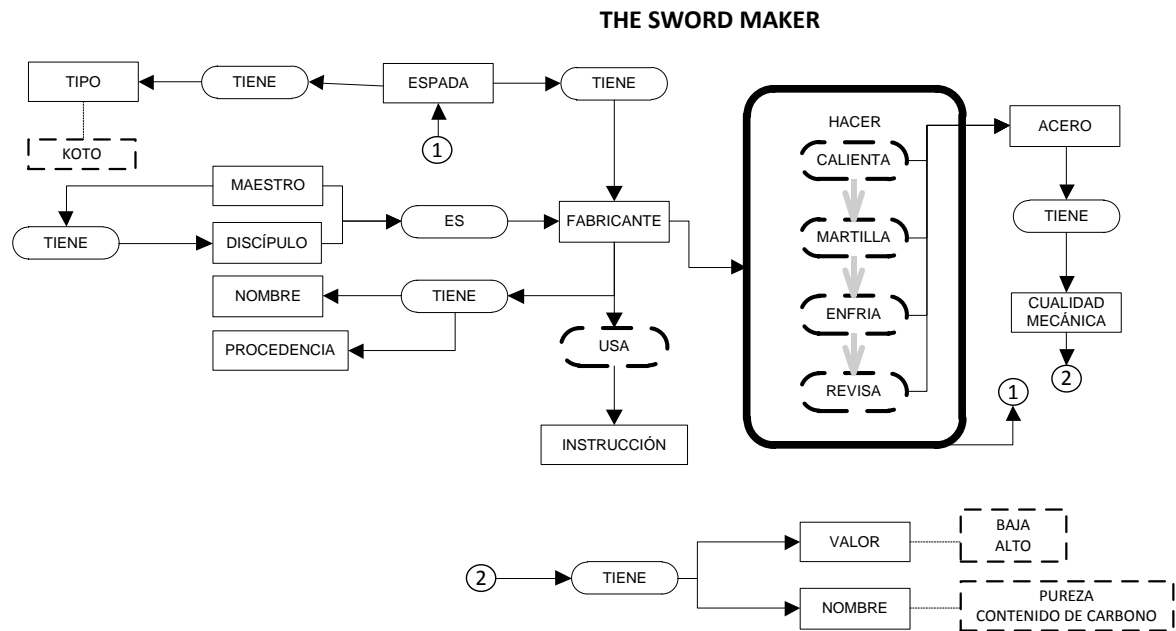 THE SWORD MAKER
TIPO
TIENE
ESPADA
TIENE
KOTO
1
HACER
CALIENTA
ACERO
MAESTRO
TIENE
DISCÍPULO
ES
FABRICANTE
MARTILLA
TIENE
NOMBRE
TIENE
ENFRIA
CUALIDAD
MECÁNICA
PROCEDENCIA
USA
REVISA
1
2
INSTRUCCIÓN
VALOR
BAJA
ALTO
2
TIENE
NOMBRE
PUREZA
CONTENIDO DE CARBONO